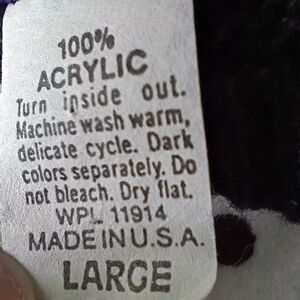 100%
ACRYLIC
Turn inside out.
Machine wash warm,
delicate cycle. Dark
colors separately. Do
not bleach. Dry flat.
WPL 11914
MADE IN U.S.A.
LARGE